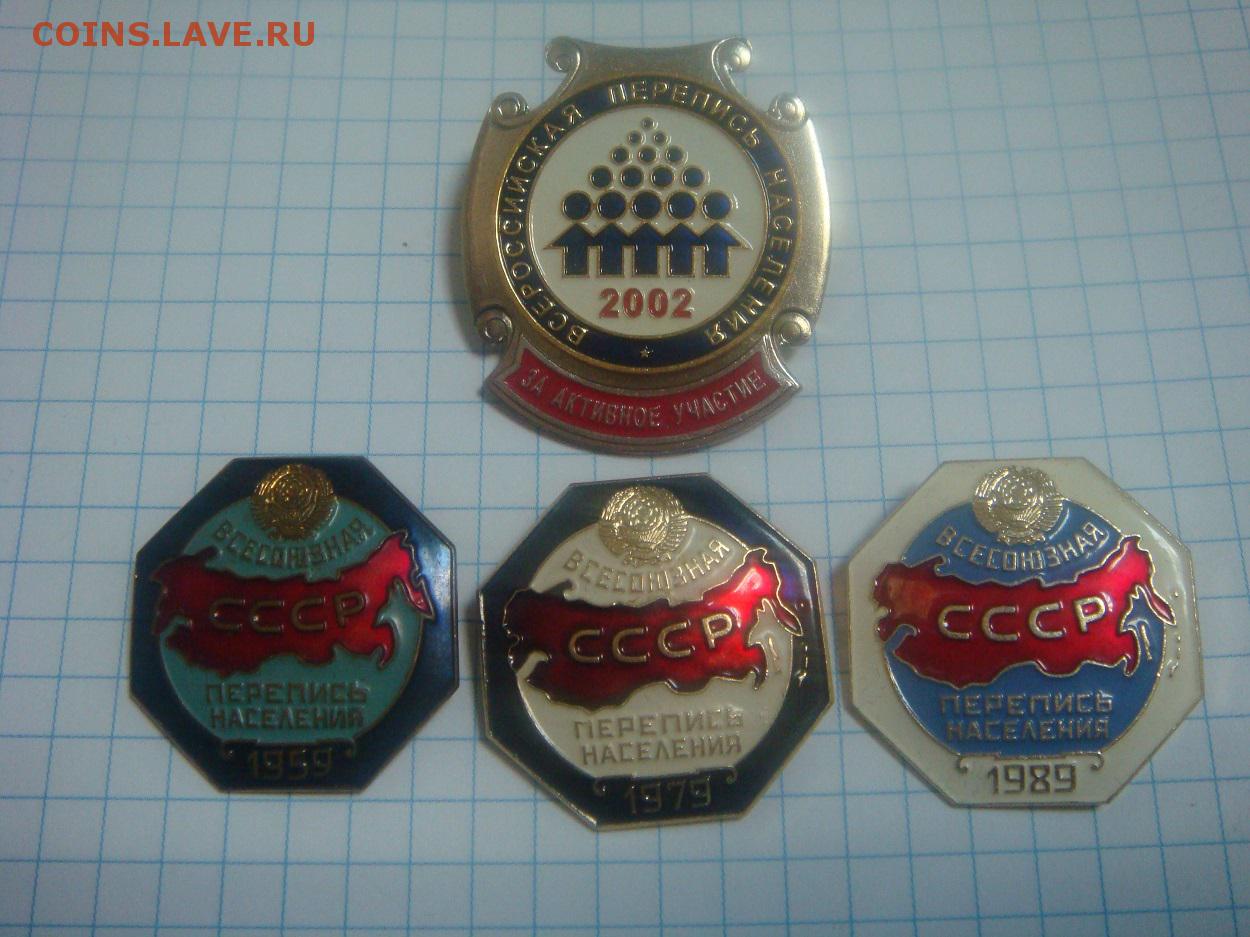 COINS.LAVE.RU
ВСЕРОССИЙСКАЯ ПЕРЕПИСЬ НАСЕЛЕНИЯ
2002
ЗА АКТИВНОЕ УЧАСТИЕ
ВСЕСОЮЗНАЯ
СССР
ПЕРЕПИСЬ
НАСЕЛЕНИЯ
1959
ВСЕСОЮЗНАЯ
СССР
ПЕРЕПИСЬ
НАСЕЛЕНИЯ
1979
ВСЕСОЮЗНАЯ
СССР
ПЕРЕПИСЬ
НАСЕЛЕНИЯ
1989